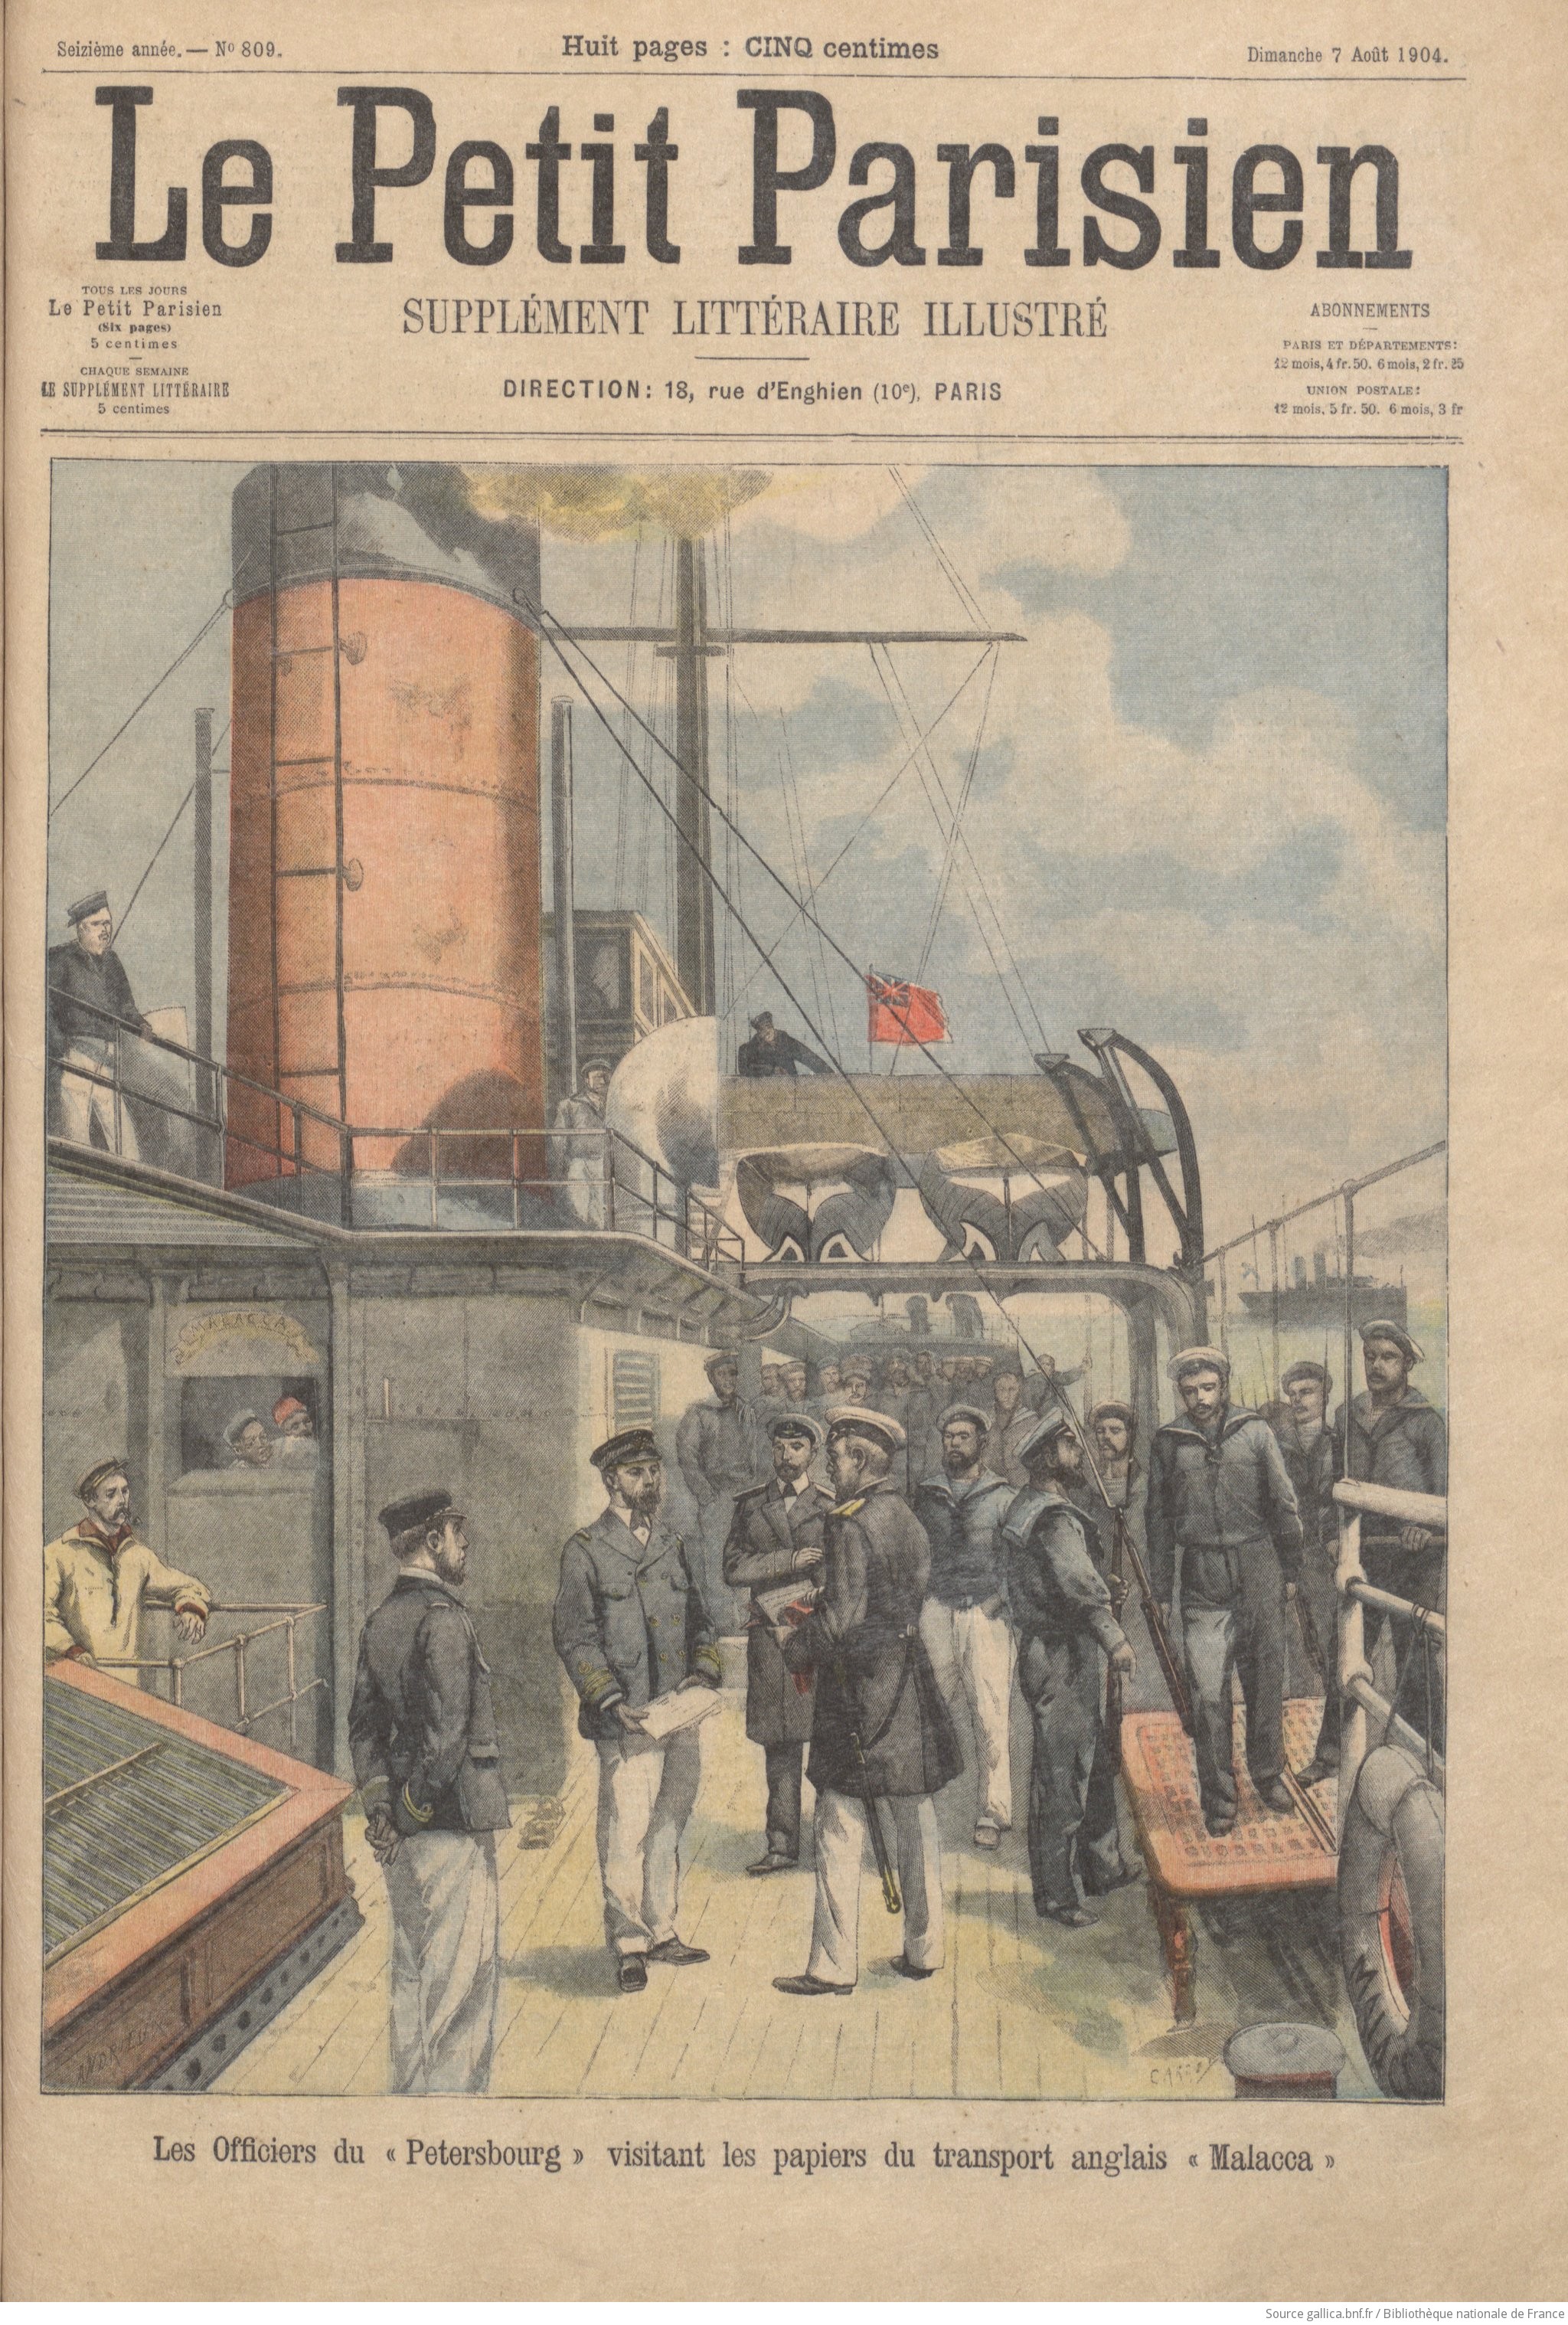 Seizième année. — Nº 809.
Huit pages : CINQ centimes
Dimanche 7 Août 1904.
Le Petit Parisien
TOUS LES JOURS
Le Petit Parisien
(Six pages)
5 centimes
CHAQUE SEMAINE
LE SUPPLÉMENT LITTÉRAIRE
5 centimes
SUPPLÉMENT LITTÉRAIRE ILLUSTRÉ
DIRECTION: 18, rue d'Enghien (10e), PARIS
ABONNEMENTS
PARIS ET DÉPARTEMENTS:
12 mois, 4 fr. 50. 6 mois, 2 fr. 25
UNION POSTALE:
12 mois, 5 fr. 50. 6 mois, 3 fr
MALACCA
Les Officiers du « Petersbourg » visitant les papiers du transport anglais « Malacca »
Source gallica.bnf.fr / Bibliothèque nationale de France